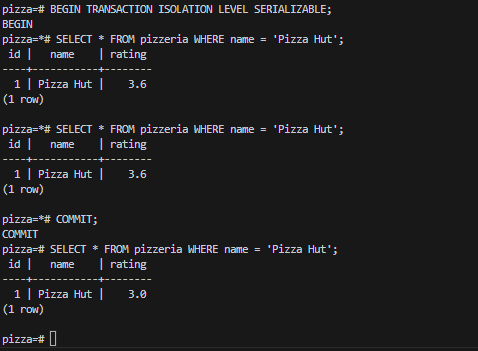 pizza=# BEGIN TRANSACTION ISOLATION LEVEL SERIALIZABLE;
BEGIN
pizza=*# SELECT * FROM pizzeria WHERE name = 'Pizza Hut';
 id |   name    | rating
----+-----------+--------
  1 | Pizza Hut |    3.6
(1 row)

pizza=*# SELECT * FROM pizzeria WHERE name = 'Pizza Hut';
 id |   name    | rating
----+-----------+--------
  1 | Pizza Hut |    3.6
(1 row)

pizza=*# COMMIT;
COMMIT
pizza=# SELECT * FROM pizzeria WHERE name = 'Pizza Hut';
 id |   name    | rating
----+-----------+--------
  1 | Pizza Hut |    3.0
(1 row)

pizza=#